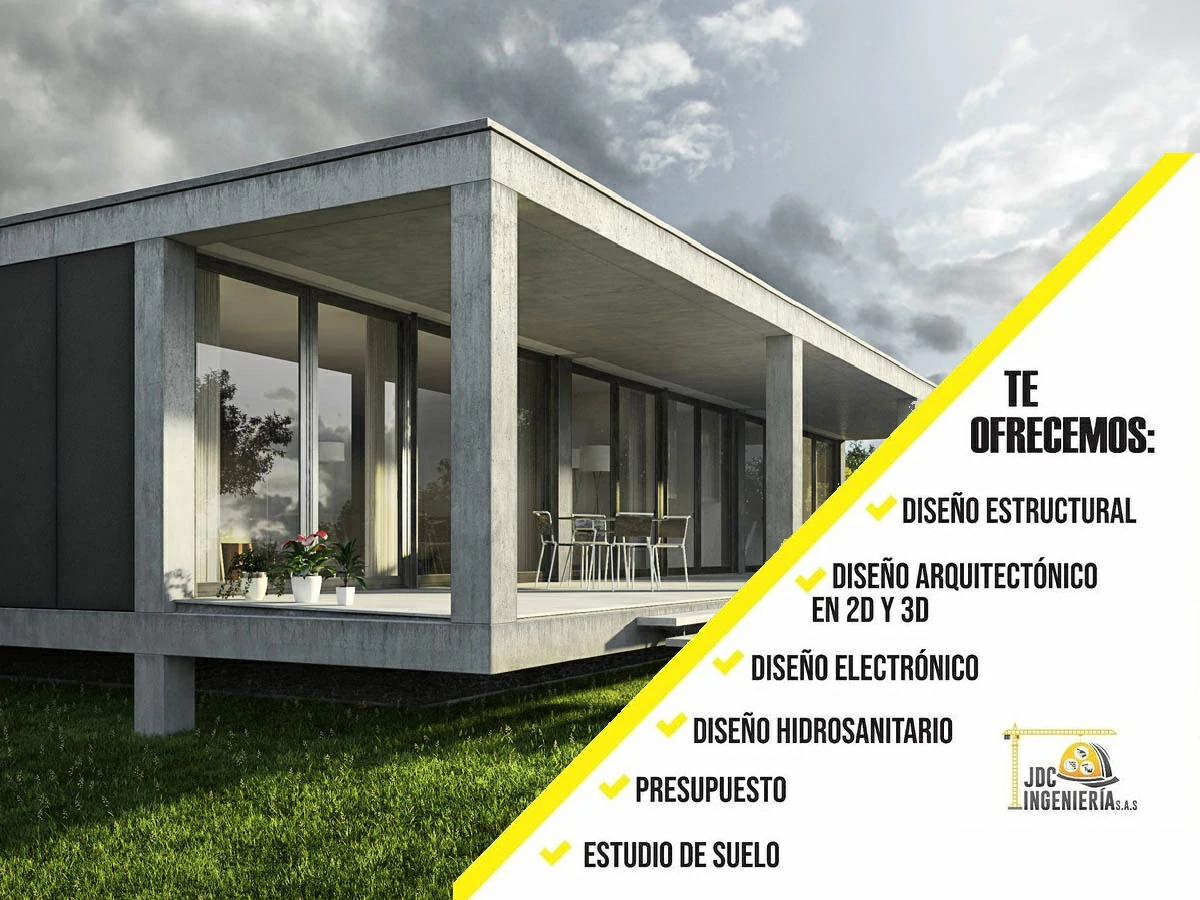 TE
OFRECEMOS:
DISEÑO ESTRUCTURAL
DISEÑO ARQUITECTÓNICO
EN 2D Y 3D
DISEÑO ELECTRÓNICO
DISEÑO HIDROSANITARIO
PRESUPUESTO
ESTUDIO DE SUELO
JDC
INGENIERÍA S.A.S